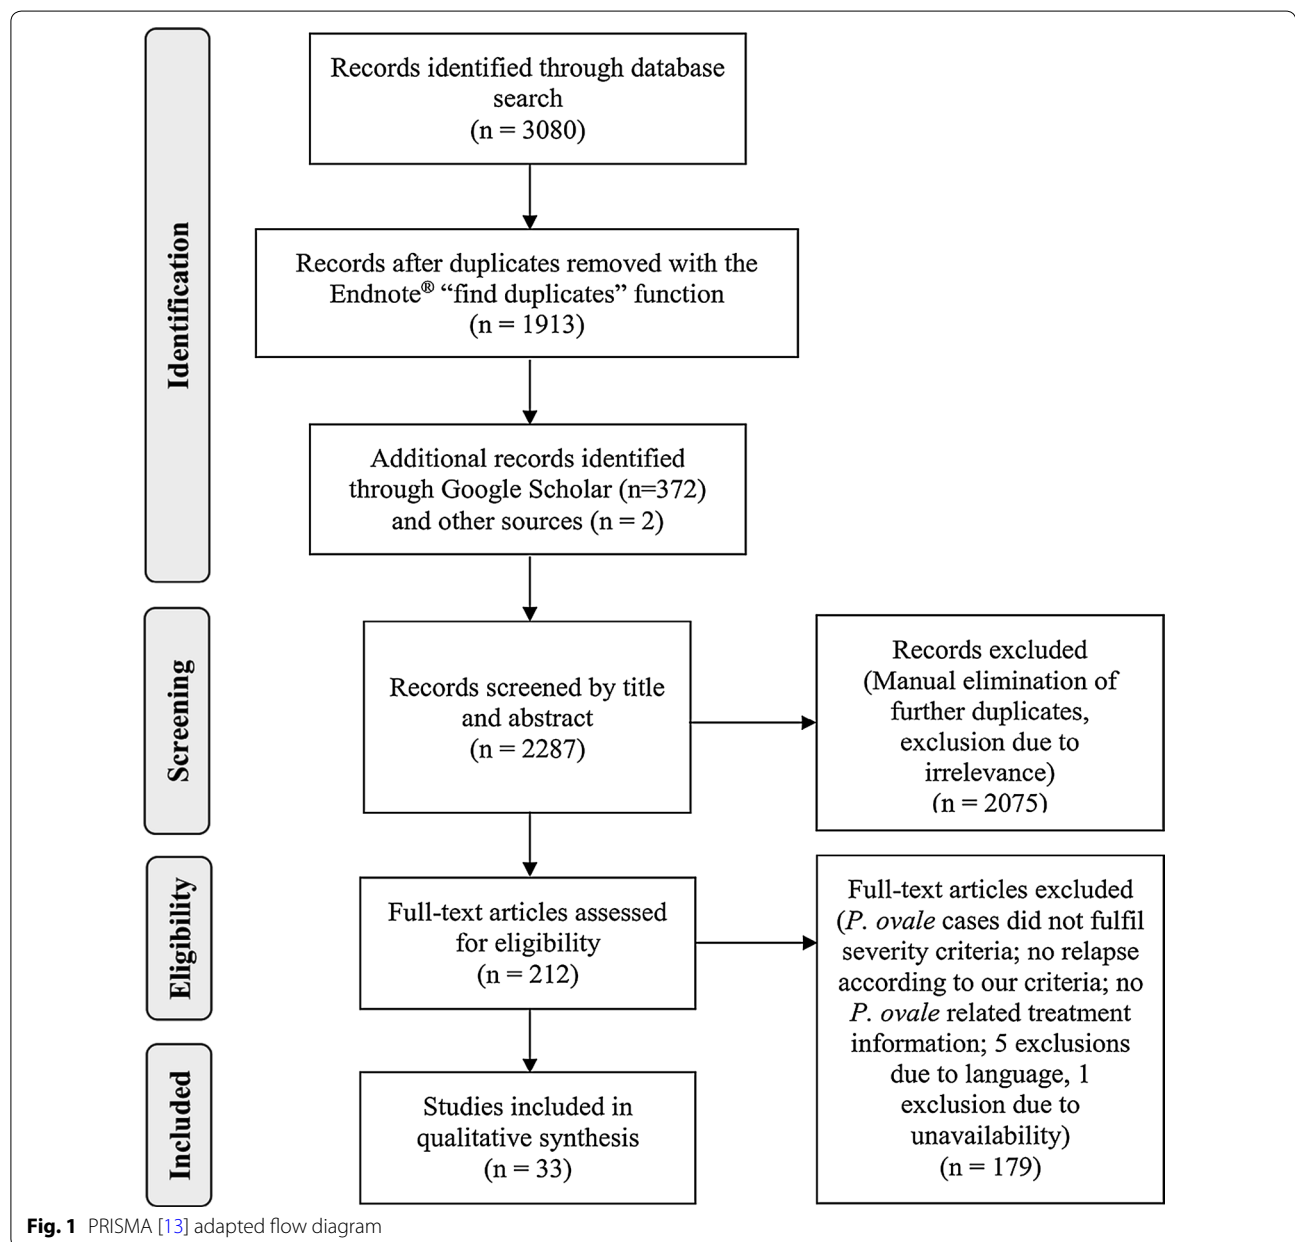 Identification
Records identified through database
search
(n = 3080)
Records after duplicates removed with the
Endnote® “find duplicates” function
(n = 1913)
Additional records identified
through Google Scholar (n=372)
and other sources (n = 2)
Screening
Records screened by title
and abstract
(n = 2287)
Records excluded
(Manual elimination of
further duplicates,
exclusion due to
irrelevance)
(n = 2075)
Eligibility
Full-text articles assessed
for eligibility
(n = 212)
Full-text articles excluded
(P. ovale cases did not fulfil
severity criteria; no relapse
according to our criteria; no
P. ovale related treatment
information; 5 exclusions
due to language, 1
exclusion due to
unavailability)
(n = 179)
Included
Studies included in
qualitative synthesis
(n = 33)
Fig. 1 PRISMA [13] adapted flow diagram